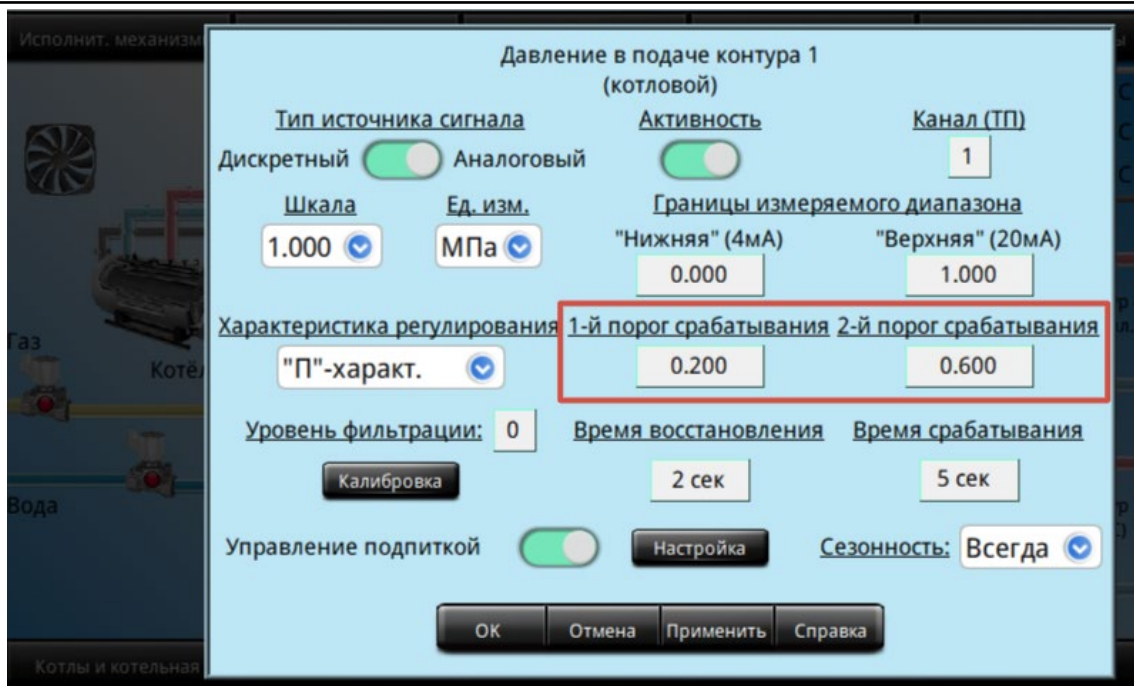 Исполнит. механизм
Давление в подаче контура 1
(котловой)
Тип источника сигнала Активность Канал (ТП)
Дискретный Аналоговый 1
Шкала Ед. изм. Границы измеряемого диапазона
"Нижняя" (4мА) "Верхняя" (20мА)
1.000 МПа
0.000 1.000
Характеристика регулирования 1-й порог срабатывания 2-й порог срабатывания
"П"-характ. 0.200 0.600
Газ
Котё
Уровень фильтрации: 0 Время восстановления Время срабатывания
Калибровка 2 сек 5 сек
Вода
Управление подпиткой Настройка Сезонность: Всегда
ОК Отмена Применить Справка
Котлы и котельная